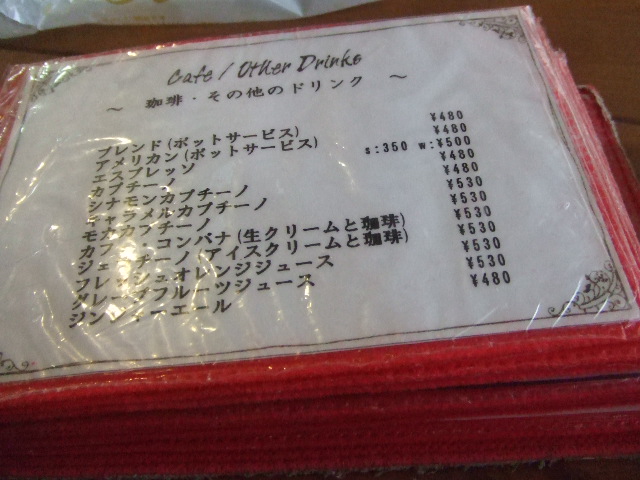 Cafe / Other Drinks
～ 珈琲・その他のドリンク ～
ブレンド(ポットサービス) ¥480
アメリカン(ポットサービス) ¥480
エスプレッソ s:350 w:¥500
カプチーノ ¥480
シナモンカプチーノ ¥480
キャラメルカプチーノ ¥530
モカカプチーノ ¥530
カフェ・コンパナ(生クリームと珈琲) ¥530
ジェラチーノ(アイスクリームと珈琲) ¥530
フレッシュオレンジジュース ¥530
グレープフルーツジュース ¥530
ジンジャーエール ¥480